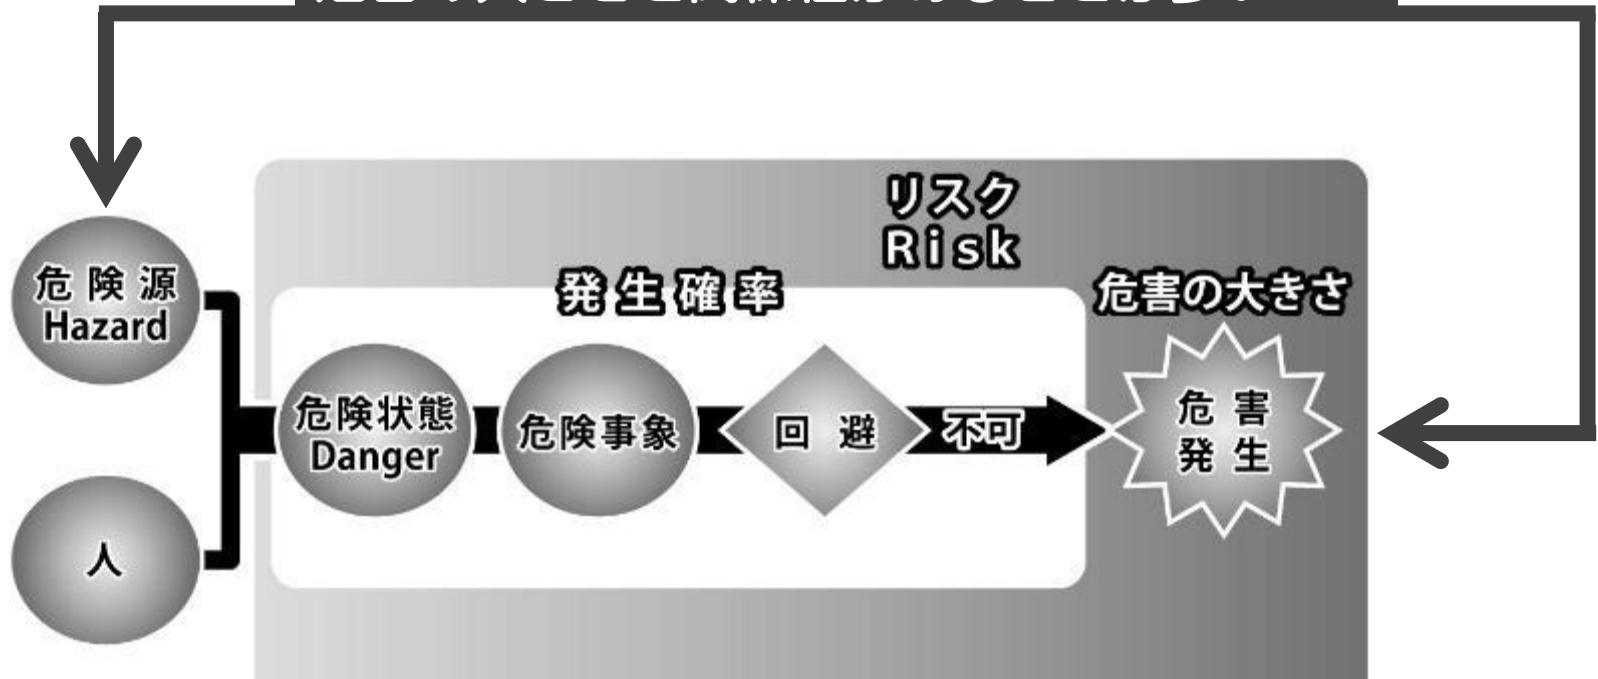 リスク
Risk
発生確率
危害の大きさ
危険源
Hazard
危険状態
Danger
危険事象
回避
不可
危害
発生
人